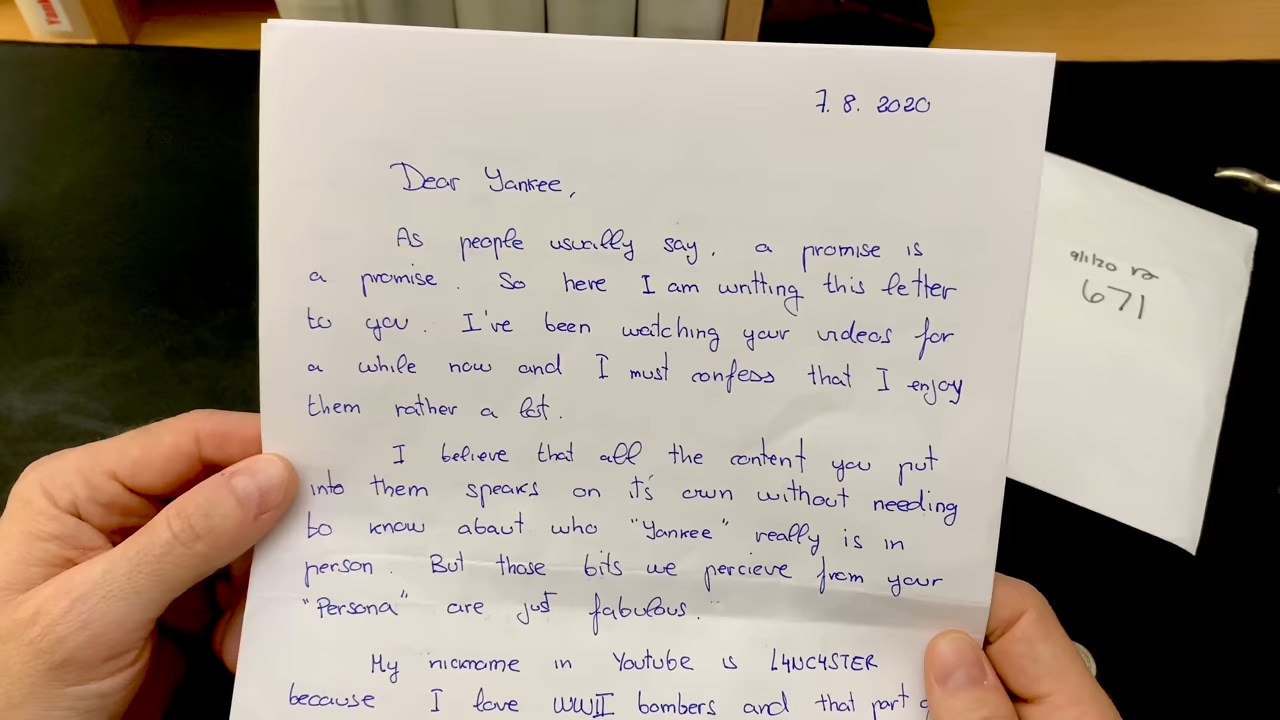 7. 8. 2020
Dear Yankee,
As people usually say, a promise is
a promise. So here I am writting this letter
to you. I've been watching your videos for
a while now and I must confess that I enjoy
them rather a lot.
I believe that all the content you put
into them speaks on it's own without needing
to know about who "Yankee" really is in
person. But those bits we percieve from your
"Persona" are just fabulous.
My nickname in Youtube is L4NC4STER
because I love WWII bombers and that part
9/1/20
671